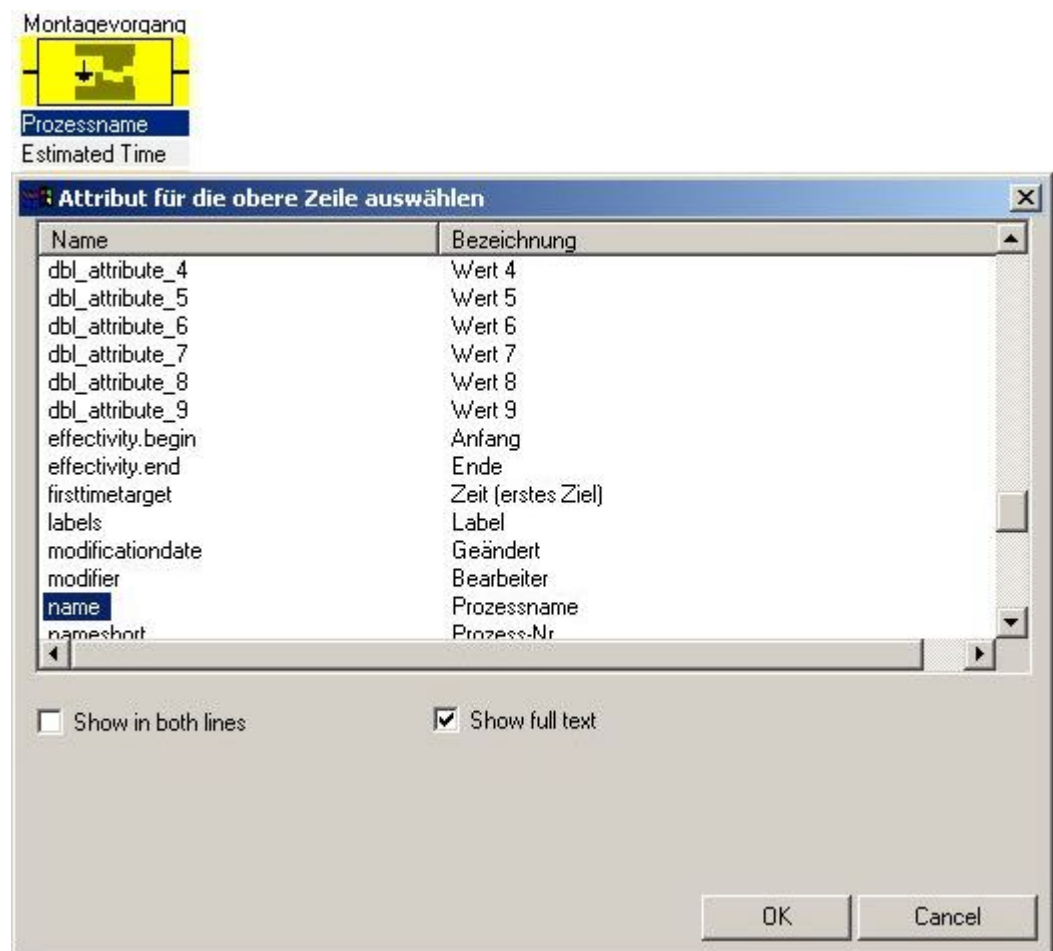 Montagevorgang
Prozessname
Estimated Time
Attribut für die obere Zeile auswählen
Name Bezeichnung
dbl_attribute_4 Wert 4
dbl_attribute_5 Wert 5
dbl_attribute_6 Wert 6
dbl_attribute_7 Wert 7
dbl_attribute_8 Wert 8
dbl_attribute_9 Wert 9
effectivity.begin Anfang
effectivity.end Ende
firsttimetarget Zeit (erstes Ziel)
labels Label
modificationdate Geändert
modifier Bearbeiter
name Prozessname
nameshort Prozess-Nr
Show in both lines Show full text
OK Cancel